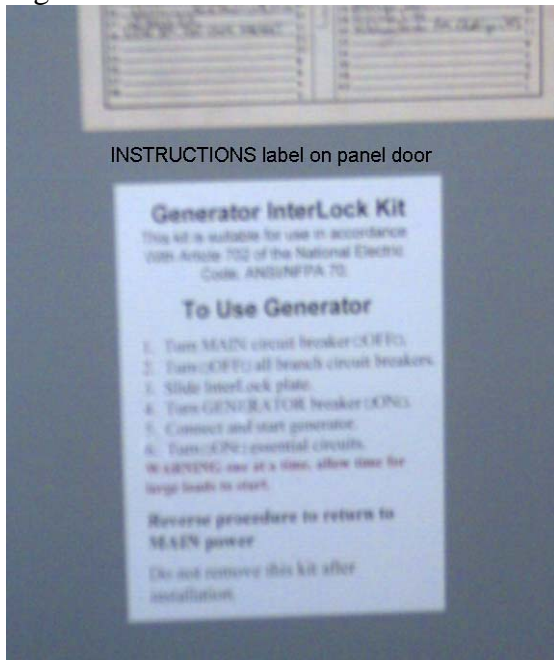 INSTRUCTIONS label on panel door
Generator InterLock Kit
This kit is suitable for use in accordance
With Article 702 of the National Electric
Code, ANSI/NFPA 70.
To Use Generator
1. Turn MAIN circuit breaker □OFF□.
2. Turn □OFF□ all branch circuit breakers.
3. Slide InterLock plate.
4. Turn GENERATOR breaker □ON□.
5. Connect and start generator.
6. Turn □ON□ essential circuits.
WARNING one at a time, allow time for
large loads to start.
Reverse procedure to return to
MAIN power
Do not remove this kit after
installation.